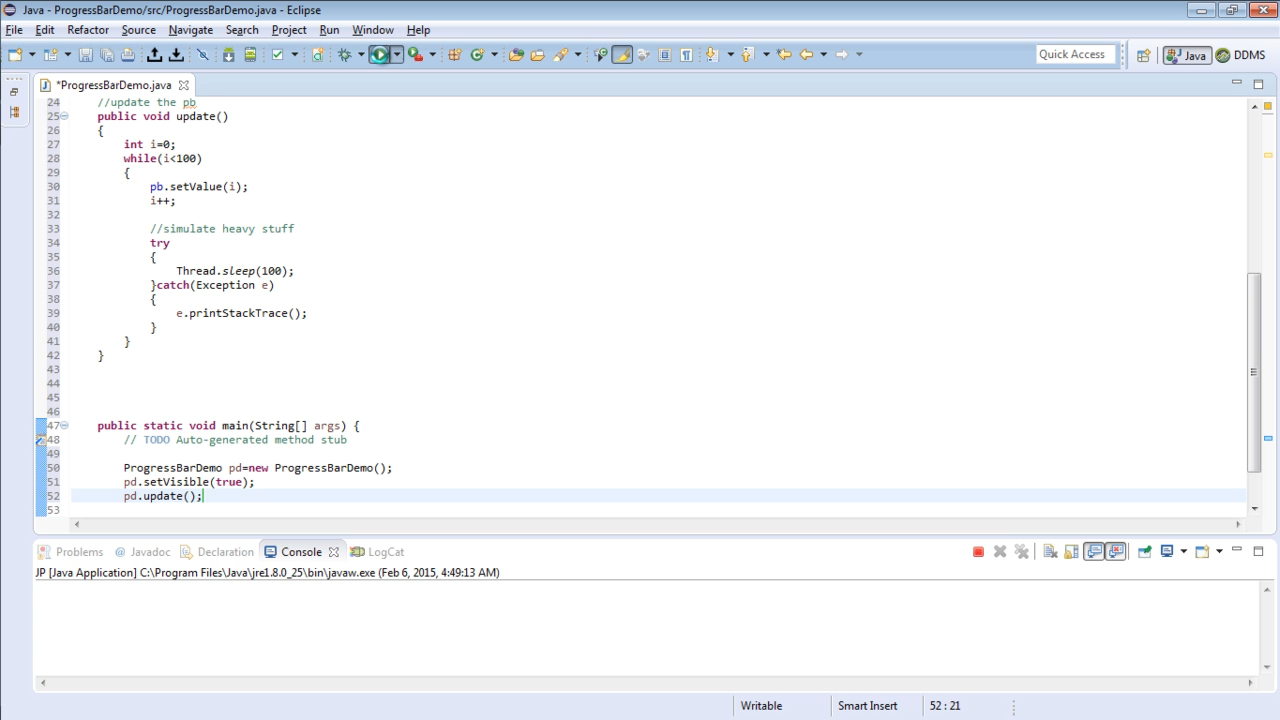 Java - ProgressBarDemo/src/ProgressBarDemo.java - Eclipse
File Edit Refactor Source Navigate Search Project Run Window Help
Quick Access Java DDMS
*ProgressBarDemo.java
24 //update the pb
25 public void update()
26 {
27 int i=0;
28 while(i<100)
29 {
30 pb.setValue(i);
31 i++;
32
33 //simulate heavy stuff
34 try
35 {
36 Thread.sleep(100);
37 }catch(Exception e)
38 {
39 e.printStackTrace();
40 }
41 }
42 }
43
44
45
46
47 public static void main(String[] args) {
48 // TODO Auto-generated method stub
49
50 ProgressBarDemo pd=new ProgressBarDemo();
51 pd.setVisible(true);
52 pd.update();
53
Problems @ Javadoc Declaration Console LogCat
JP [Java Application] C:\Program Files\Java\jre1.8.0_25\bin\javaw.exe (Feb 6, 2015, 4:49:13 AM)
Writable Smart Insert 52 : 21